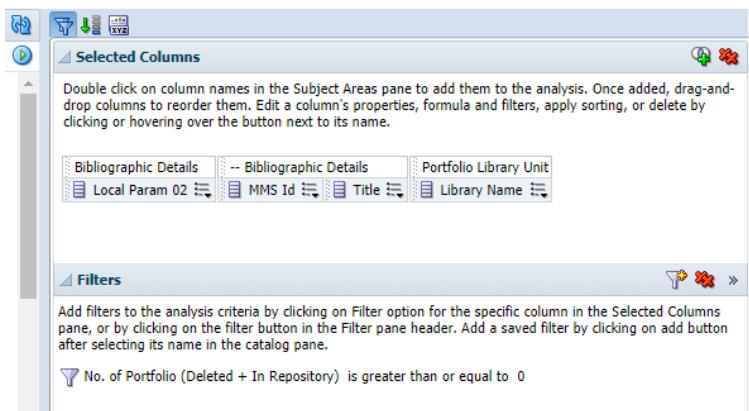 XYZ
Selected Columns
Double click on column names in the Subject Areas pane to add them to the analysis. Once added, drag-and-
drop columns to reorder them. Edit a column's properties, formula and filters, apply sorting, or delete by
clicking or hovering over the button next to its name.
Bibliographic Details -- Bibliographic Details Portfolio Library Unit
Local Param 02 MMS Id Title Library Name
Filters
»
Add filters to the analysis criteria by clicking on Filter option for the specific column in the Selected Columns
pane, or by clicking on the filter button in the Filter pane header. Add a saved filter by clicking on add button
after selecting its name in the catalog pane.
No. of Portfolio (Deleted + In Repository) is greater than or equal to 0